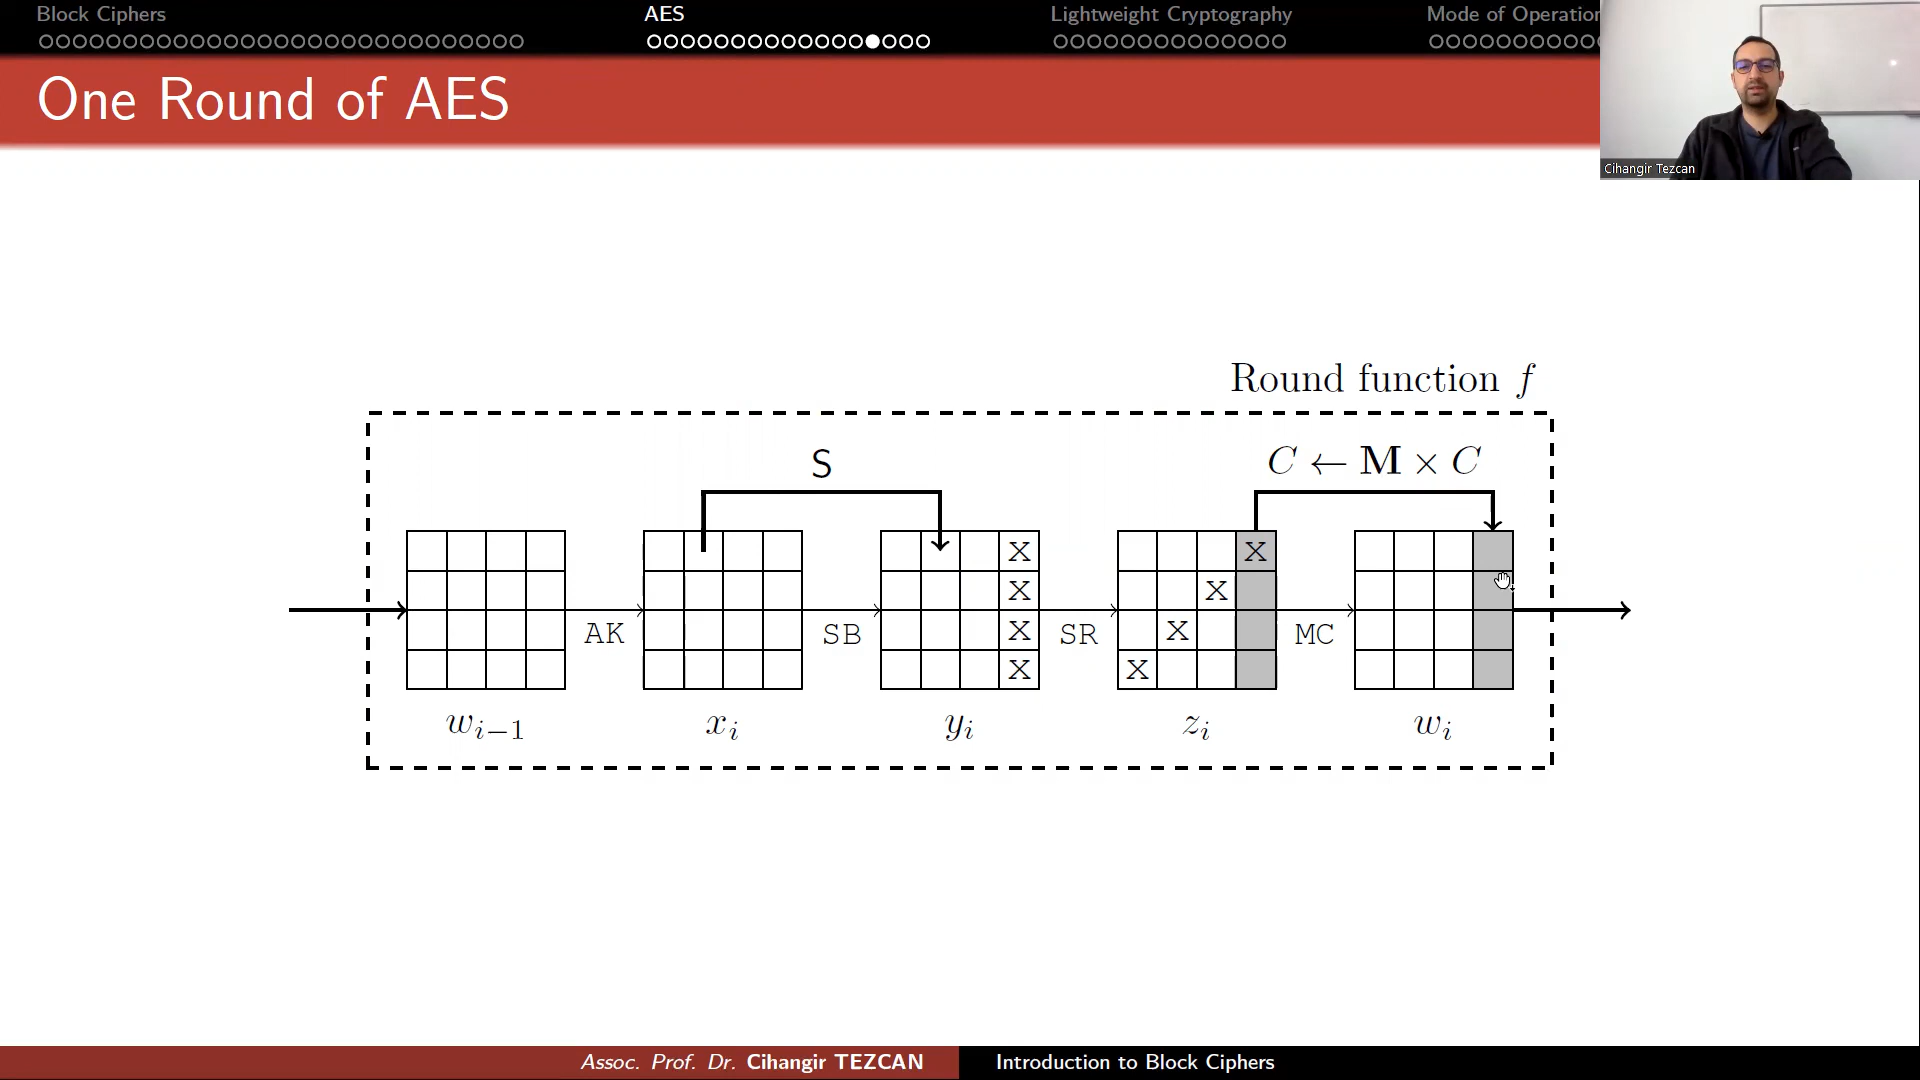 Block Ciphers
AES
Lightweight Cryptography
Mode of Operation
One Round of AES
Cihangir Tezcan
Round function f
S
C ← M × C
x
x
x
x
x
x
x
x
AK
SB
SR
MC
w_{i−1}
x_i
y_i
z_i
w_i
Assoc. Prof. Dr. Cihangir TEZCAN
Introduction to Block Ciphers